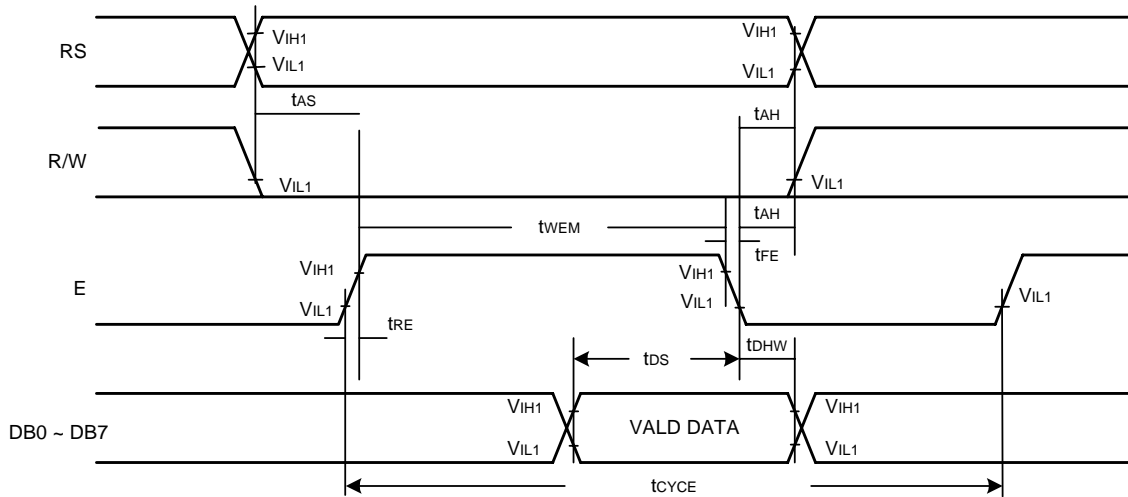 RS
VIH1
VIL1
VIH1
VIL1
tAS
tAH
R/W
VIL1
VIL1
tWEM
tAH
tFE
E
VIH1
VIL1
VIH1
VIL1
VIL1
tRE
tDS
tDHW
DB0 ~ DB7
VIH1
VIL1
VALD DATA
VIH1
VIL1
tCYCE